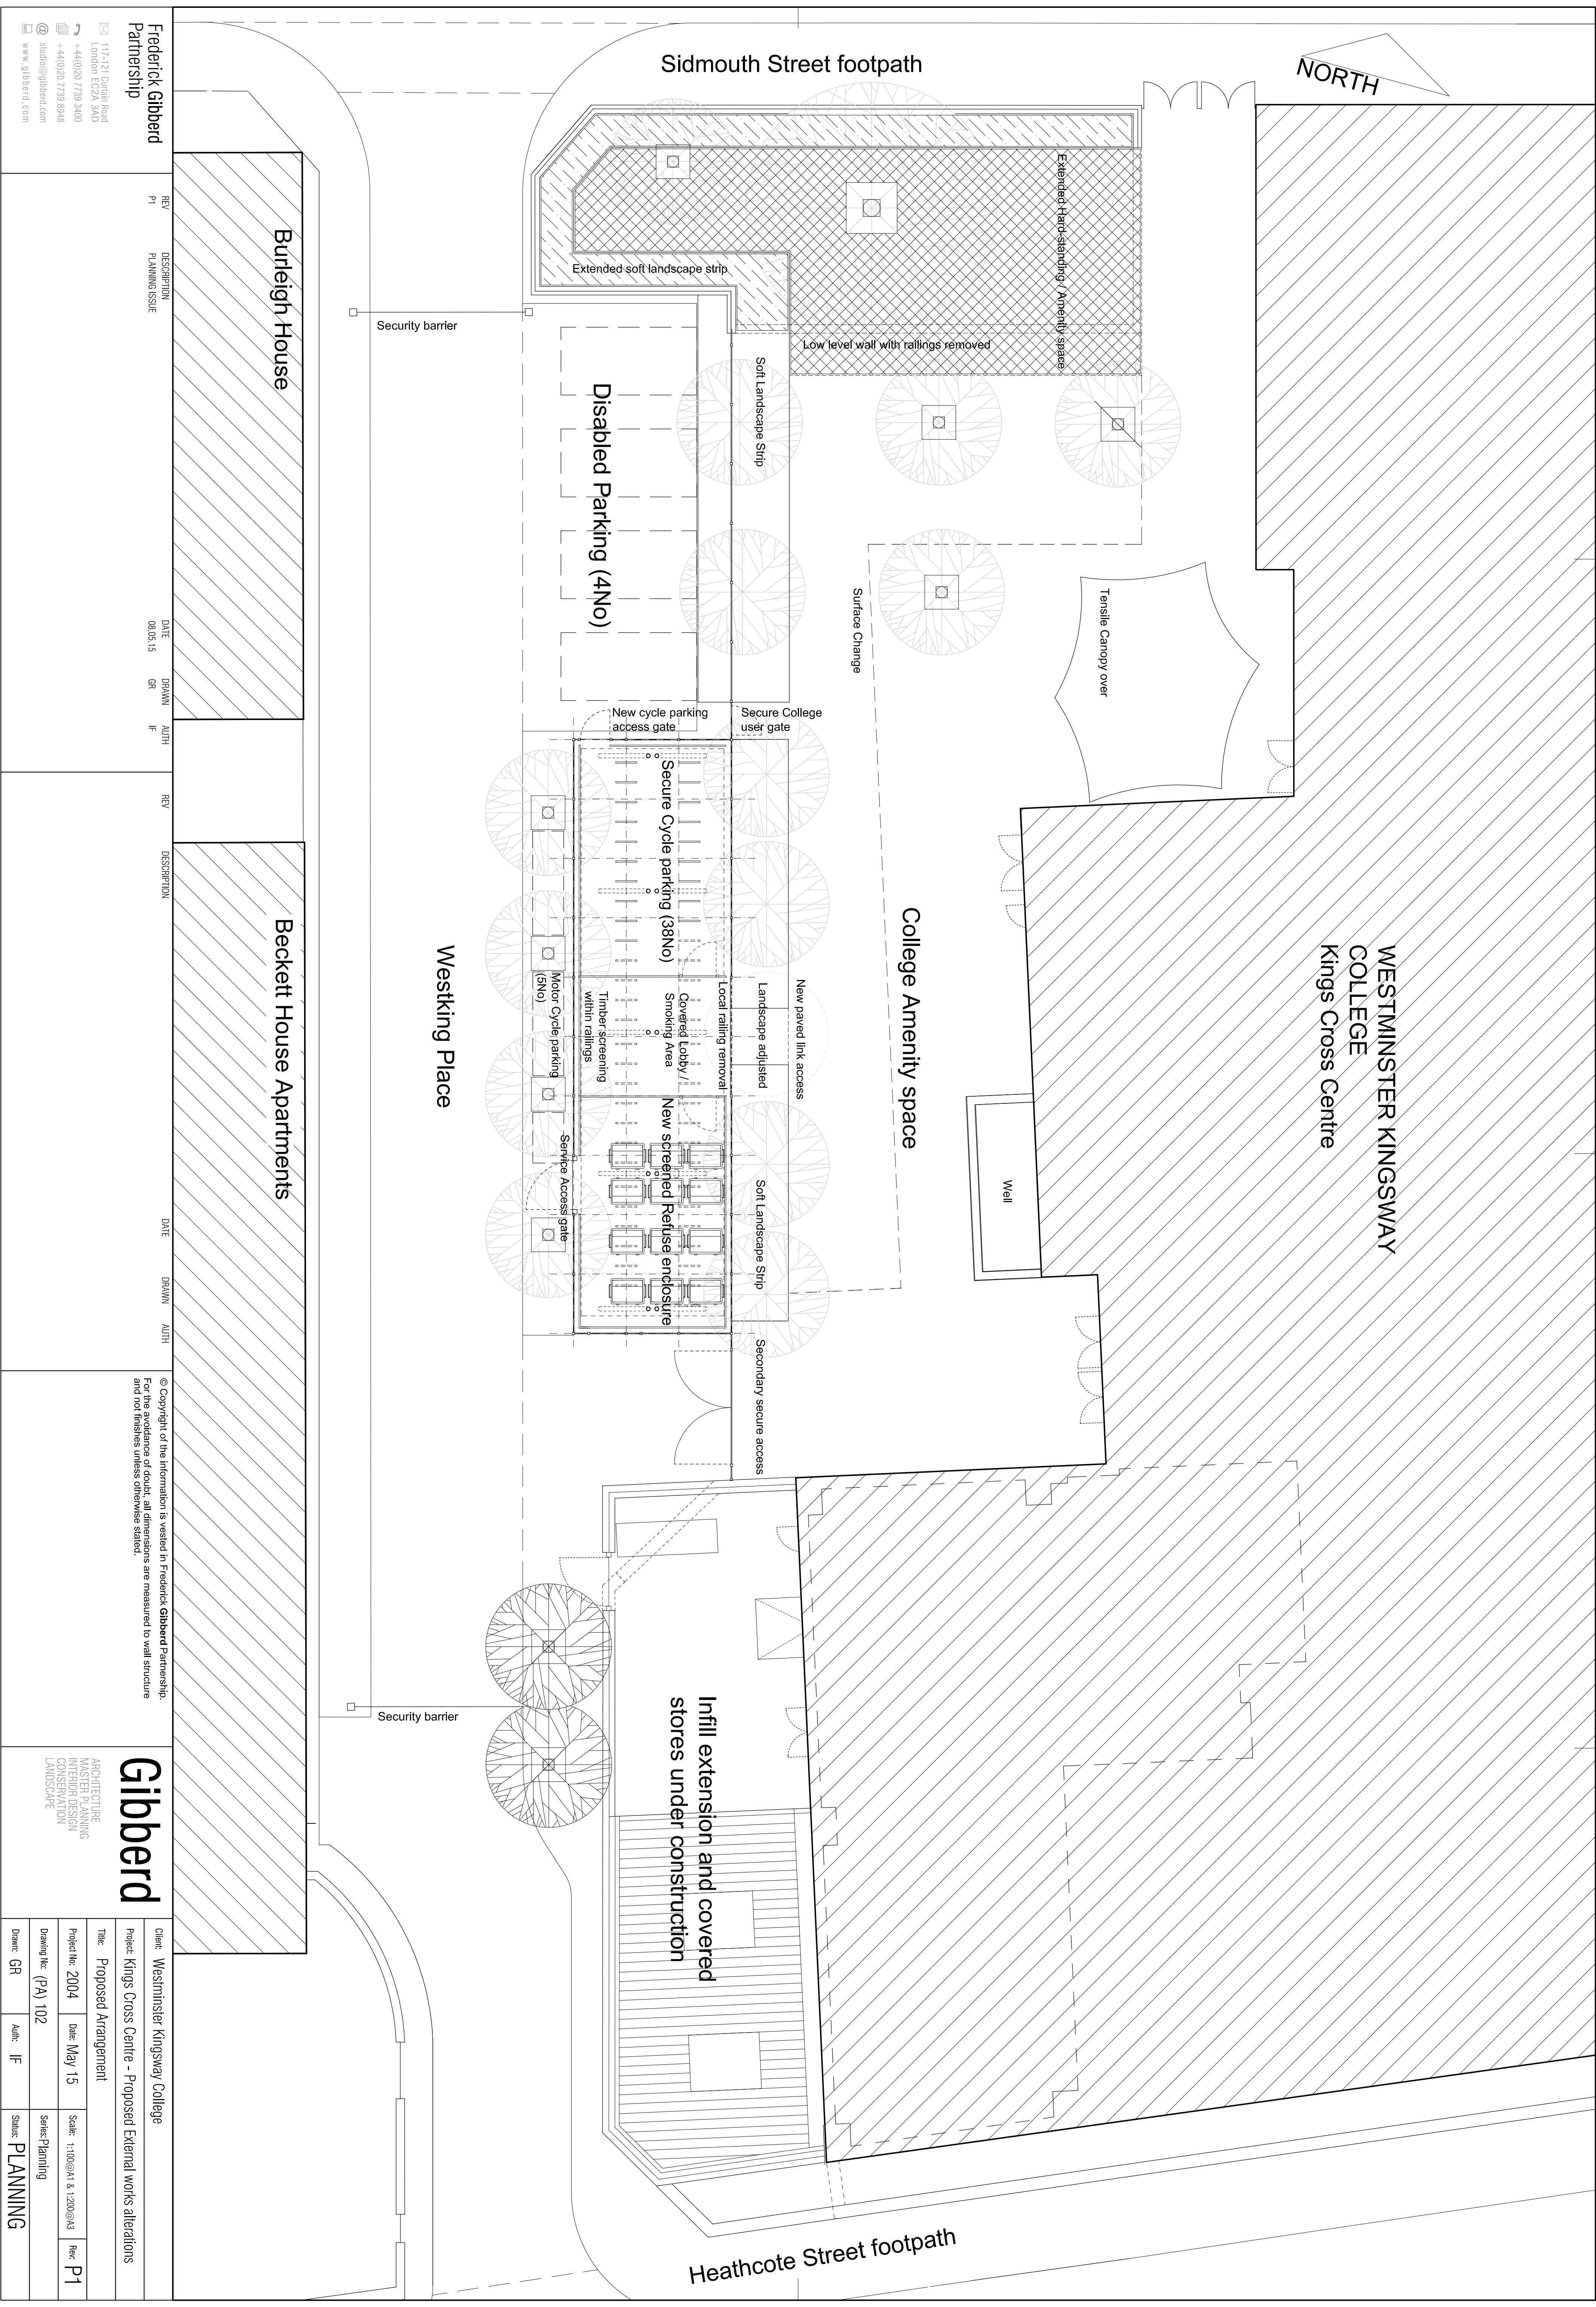 Sidmouth Street footpath
NORTH
Extended Hard-standing / Amenity space
Extended soft landscape strip
Low level wall with railings removed
Security barrier
Burleigh House
Disabled Parking (4No)
Soft Landscape Strip
Surface Change
Tensile Canopy over
New cycle parking
access gate
Secure College
user gate
Secure Cycle parking (38No)
Motor Cycle parking
(5No)
Timber screening
within railings
Covered Lobby /
Smoking Area
Local railing removal
Landscape adjusted
New paved link access
College Amenity space
WESTMINSTER KINGSWAY
COLLEGE
Kings Cross Centre
Westking Place
Beckett House Apartments
New screened Refuse enclosure
Service Access gate
Soft Landscape Strip
Well
Secondary secure access
Security barrier
Infill extension and covered
stores under construction
Heathcote Street footpath
Frederick Gibberd
Partnership
117-121 Curtain Road
London EC2A 3AD
+44(0)20 7739 3400
+44(0)20 7739 8948
studio@gibberd.com
www.gibberd.com
REV DESCRIPTION DATE DRAWN AUTH
P1 PLANNING ISSUE 08.05.15 GR IF
REV DESCRIPTION DATE DRAWN AUTH
© Copyright of the information is vested in Frederick Gibberd Partnership.
For the avoidance of doubt, all dimensions are measured to wall structure
and not finishes unless otherwise stated.
Gibberd
ARCHITECTURE
MASTER PLANNING
INTERIOR DESIGN
CONSERVATION
LANDSCAPE
Client: Westminster Kingsway College
Project: Kings Cross Centre - Proposed External works alterations
Title: Proposed Arrangement
Project No: 2004 Date: May 15 Scale: 1:100@A1 & 1:200@A3 Rev: P1
Drawing No: (PA) 102 Series: Planning
Drawn: GR Auth: IF Status: PLANNING